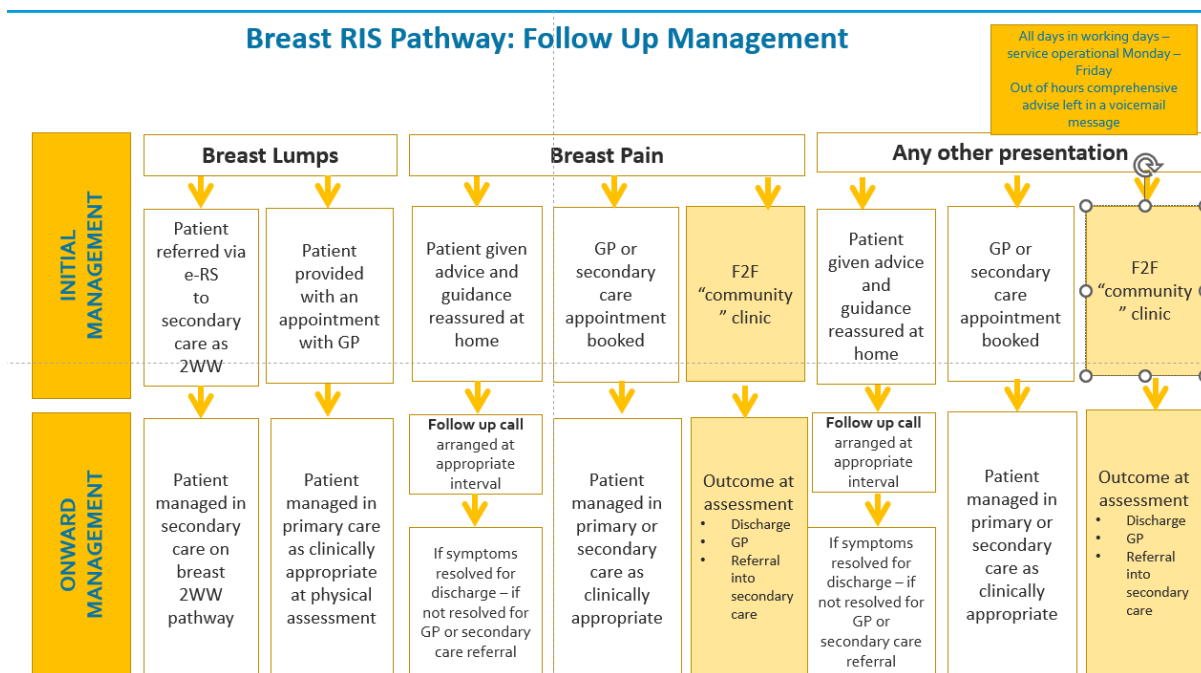 Breast RIS Pathway: Follow Up Management
All days in working days –
service operational Monday –
Friday
Out of hours comprehensive
advise left in a voicemail
message
INITIAL
MANAGEMENT
Breast Lumps
Breast Pain
Any other presentation
Patient
referred via
e-RS
to
secondary
care as
2WW
Patient
provided
with an
appointment
with GP
Patient given
advice and
guidance
reassured at
home
GP or
secondary
care
appointment
booked
F2F
“community
” clinic
Patient
given advice
and
guidance
reassured at
home
GP or
secondary
care
appointment
booked
F2F
“community
” clinic
ONWARD
MANAGEMENT
Patient
managed in
secondary
care on
breast
2WW
pathway
Patient
managed in
primary care
as clinically
appropriate
at physical
assessment
Follow up call
arranged at
appropriate
interval
If symptoms
resolved for
discharge – if
not resolved for
GP or secondary
care referral
Patient
managed in
primary or
secondary
care as
clinically
appropriate
Outcome at
assessment
• Discharge
• GP
• Referral
into
secondary
care
Follow up call
arranged at
appropriate
interval
If symptoms
resolved for
discharge – if
not resolved for
GP or
secondary care
referral
Patient
managed in
primary or
secondary
care as
clinically
appropriate
Outcome at
assessment
• Discharge
• GP
• Referral
into
secondary
care